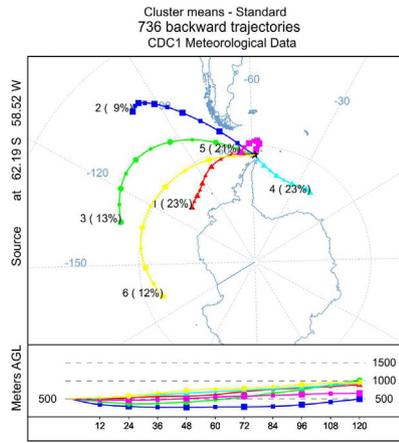 Cluster means - Standard
736 backward trajectories
CDC1 Meteorological Data
Source at 62.19 S 58.52 W
-60
-30
2 ( 9%)
5 ( 21%)
-120
1 ( 23%)
4 ( 23%)
3 ( 13%)
-150
6 ( 12%)
Meters AGL
1500
1000
500
500
12 24 36 48 60 72 84 96 108 120